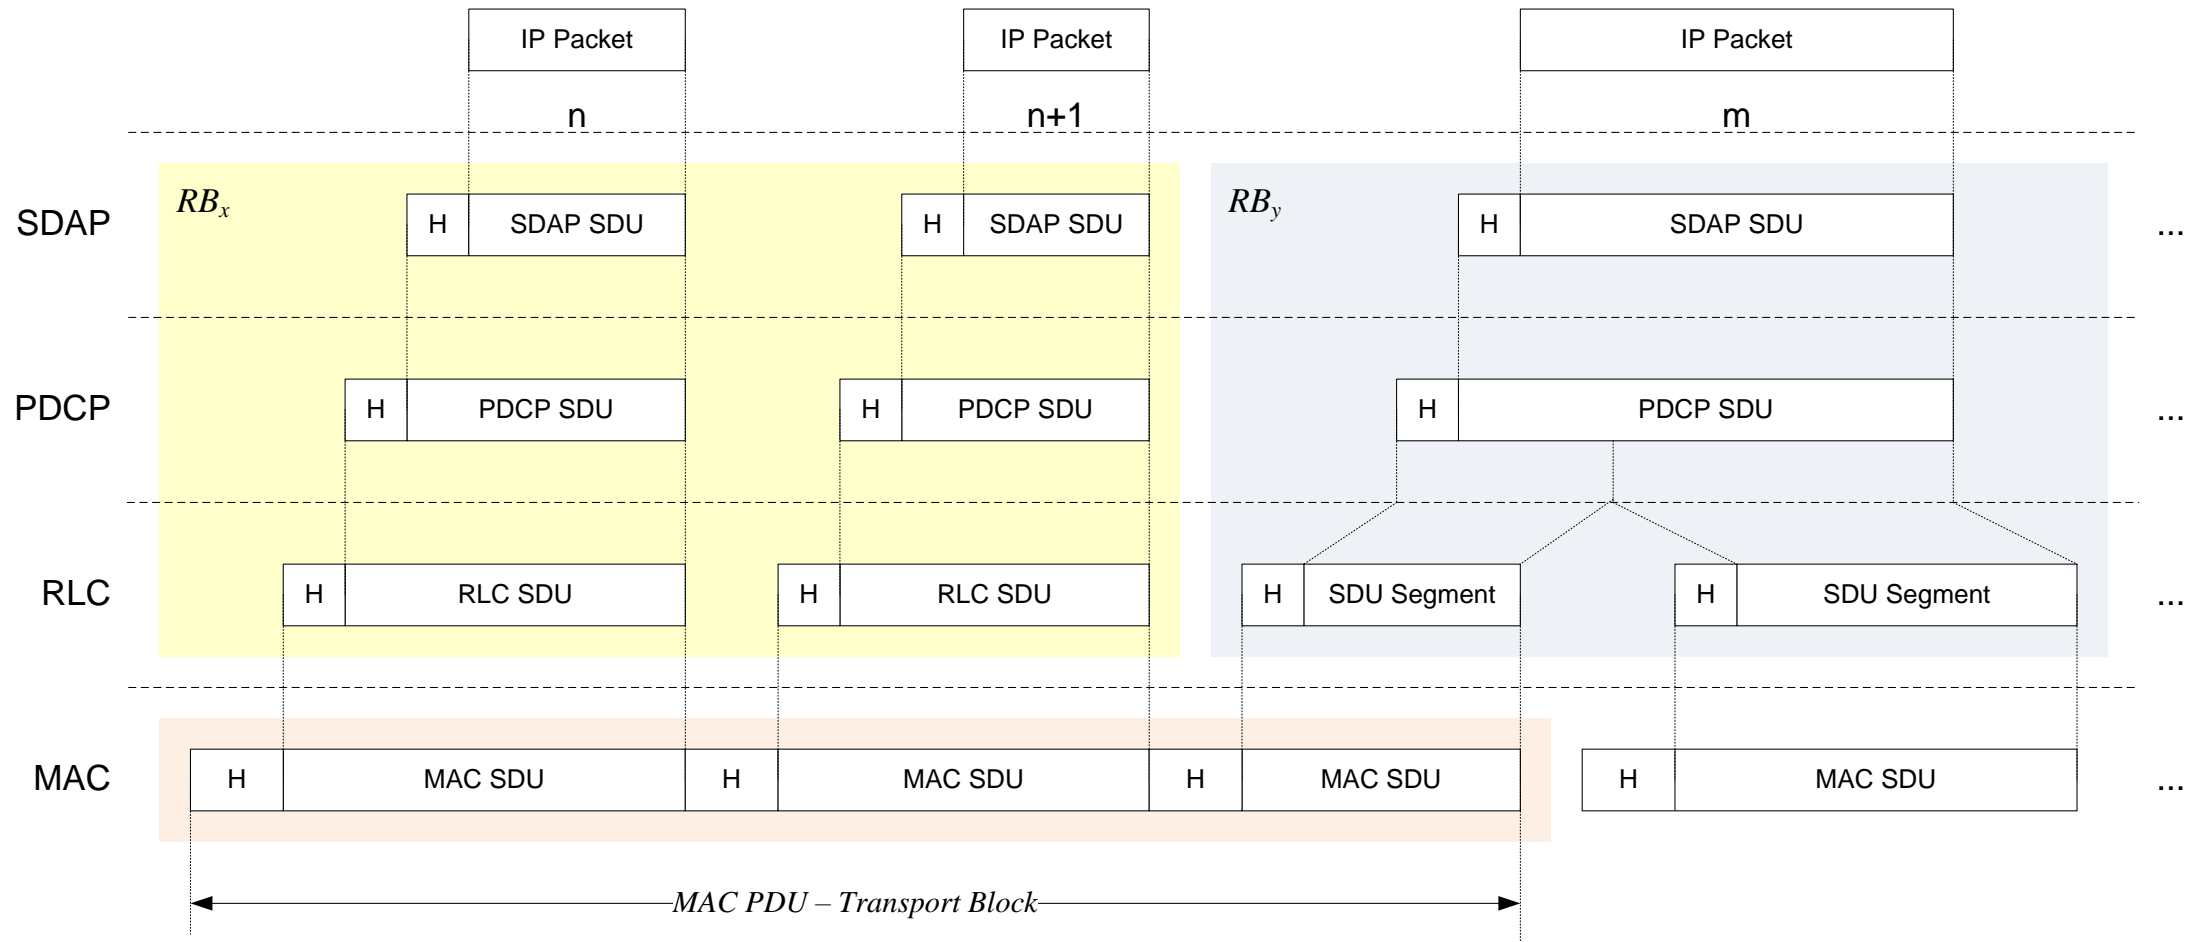 IP Packet IP Packet IP Packet
n n+1 m
RBx RBy
SDAP H SDAP SDU H SDAP SDU H SDAP SDU ...
PDCP H PDCP SDU H PDCP SDU H PDCP SDU ...
RLC H RLC SDU H RLC SDU H SDU Segment H SDU Segment ...
MAC H MAC SDU H MAC SDU H MAC SDU H MAC SDU ...
MAC PDU – Transport Block